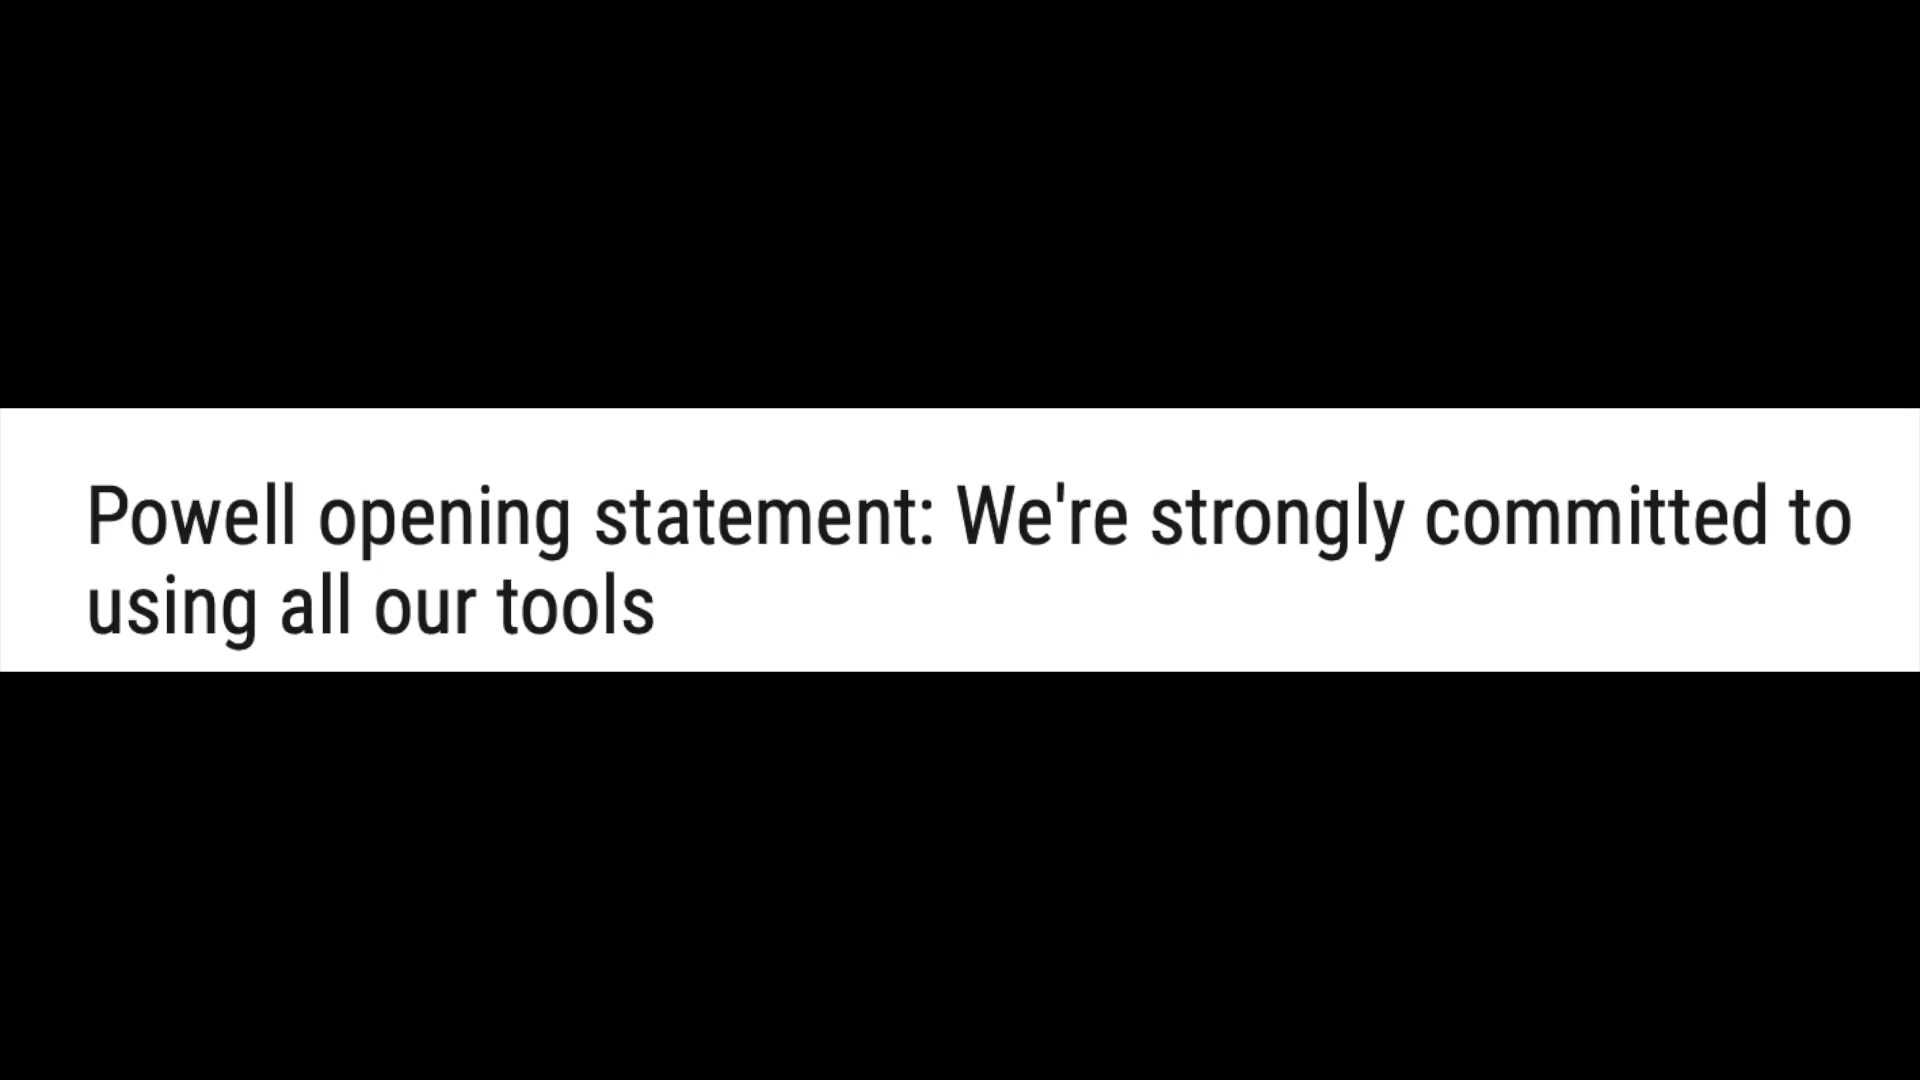 Powell opening statement: We're strongly committed to
using all our tools